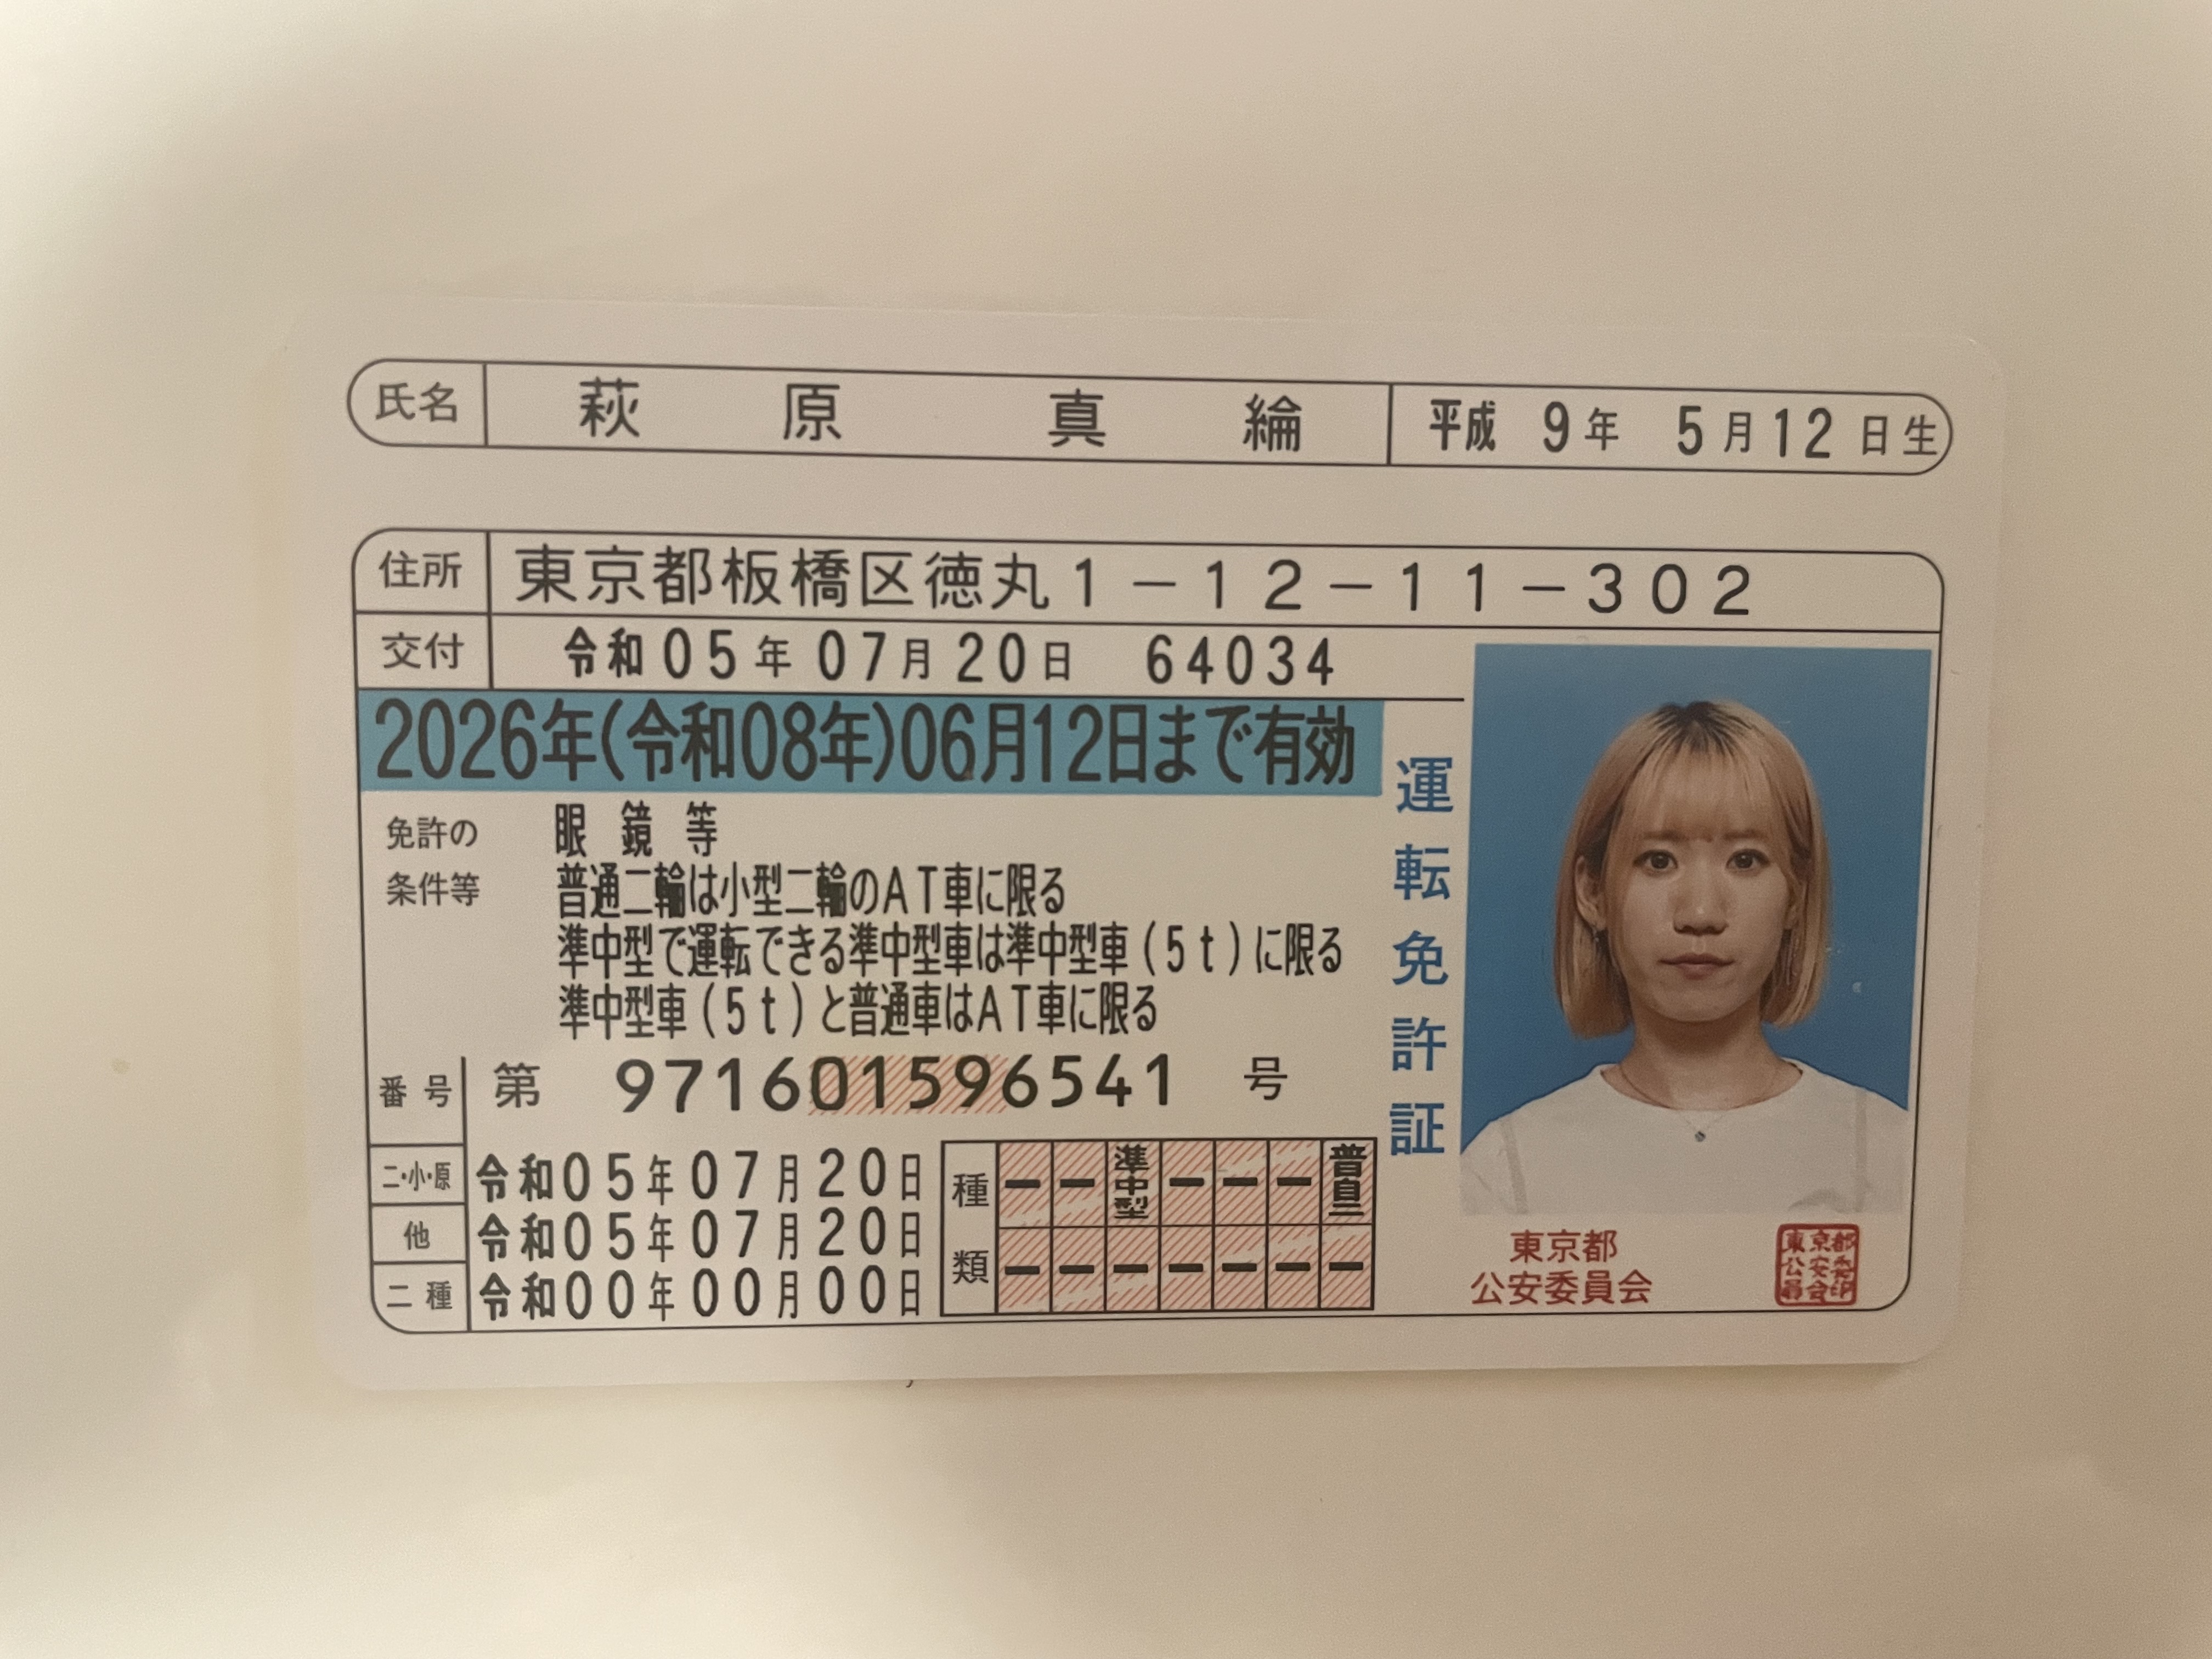 氏名 萩原 真綸 平成 9年 5月12日生
住所 東京都板橋区徳丸1-12-11-302
交付 令和05年07月20日 64034
2026年(令和08年)06月12日まで有効
免許の 眼鏡等
条件等 普通二輪は小型二輪のAT車に限る
準中型で運転できる準中型車は準中型車(5t)に限る
準中型車(5t)と普通車はAT車に限る
運転免許証
番号 第 971601596541 号
二・小・原 令和05年07月20日
他 令和05年07月20日
二種 令和00年00月00日
種類 ー ー 準中型 ー ー ー 普自二
ー ー ー ー ー ー ー
東京都
公安委員会